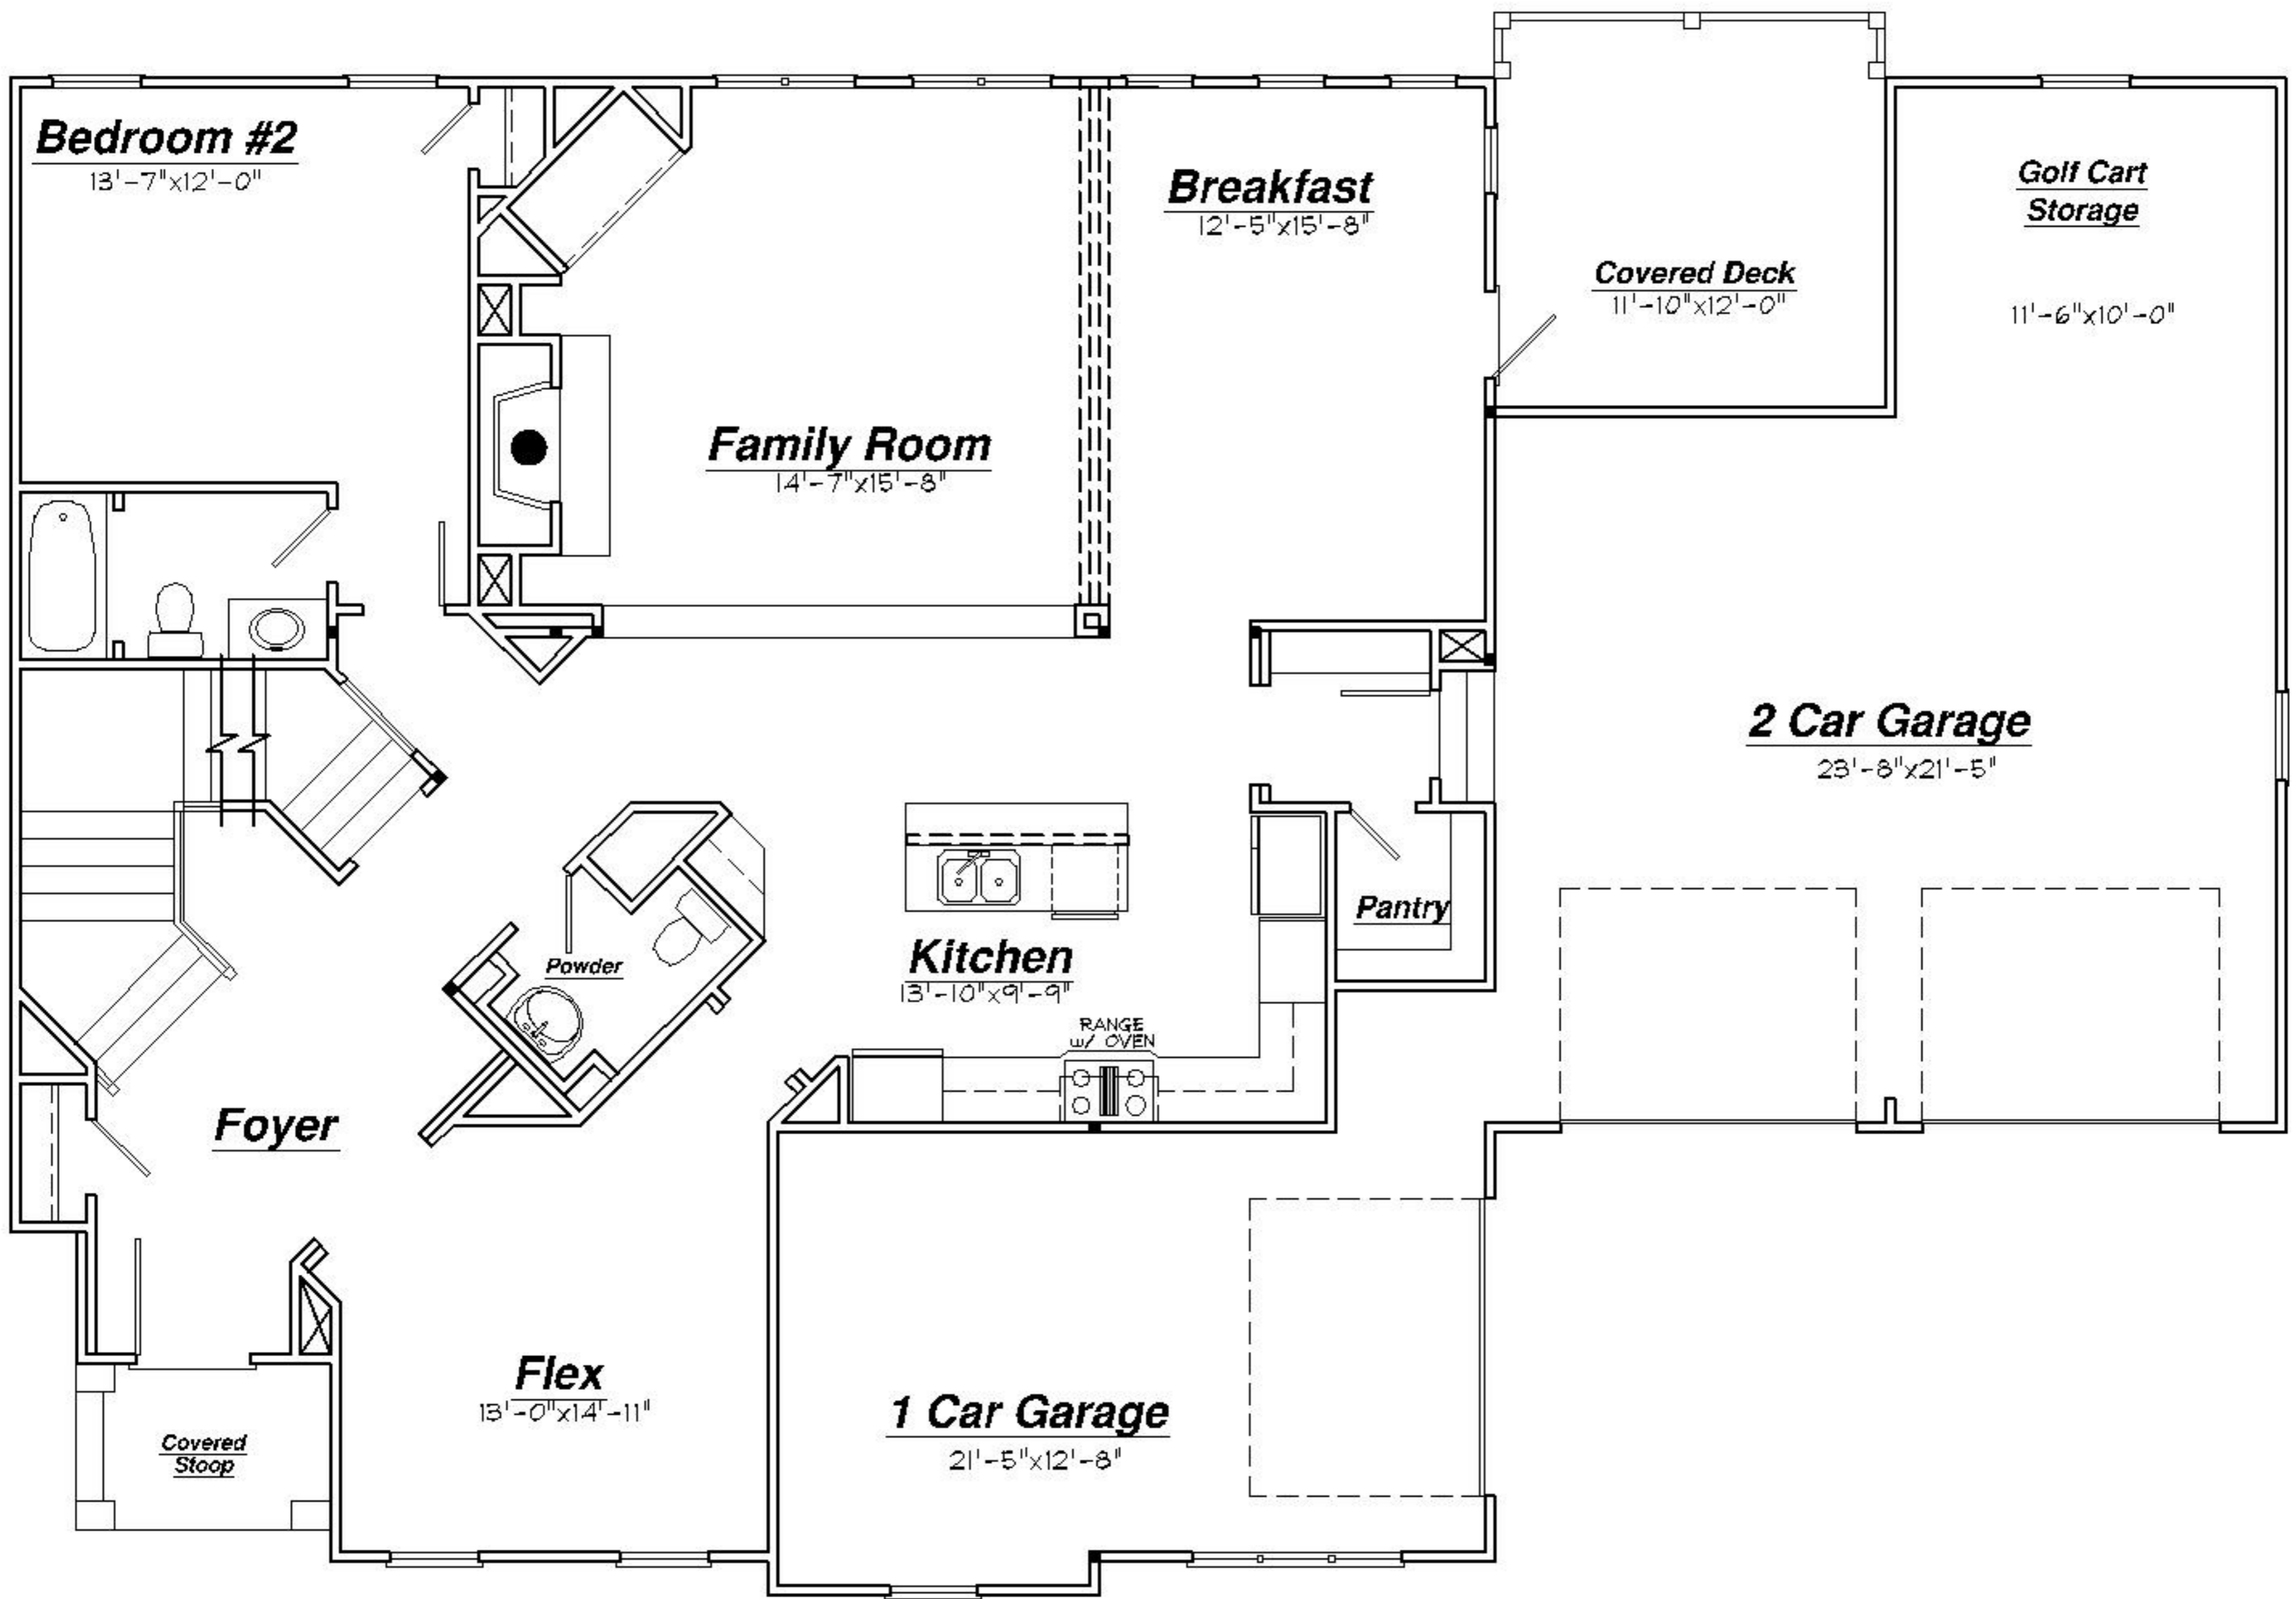 Bedroom #2
13'-7"x12'-0"
Breakfast
12'-5"x15'-8"
Golf Cart
Storage
11'-6"x10'-0"
Covered Deck
11'-10"x12'-0"
Family Room
14'-7"x15'-8"
2 Car Garage
23'-8"x21'-5"
Pantry
Powder
Kitchen
13'-10"x9'-9"
RANGE
w/ OVEN
Foyer
Flex
13'-0"x14'-11"
1 Car Garage
21'-5"x12'-8"
Covered
Stoop